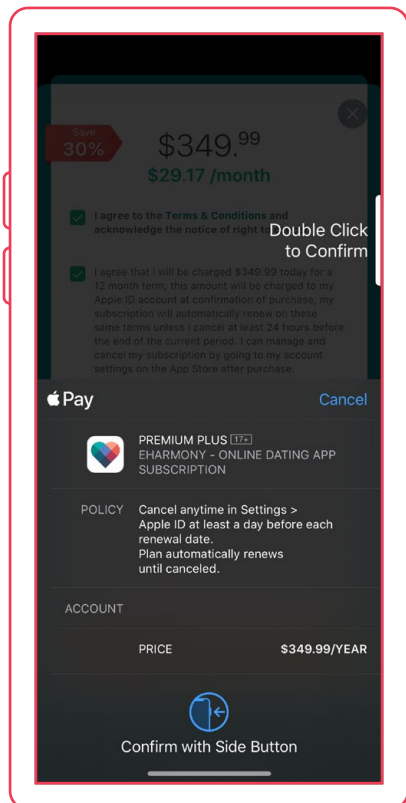 Save
30%
$349.99
$29.17 /month
I agree to the Terms & Conditions and
acknowledge the notice of right to
Double Click
to Confirm
I agree that I will be charged $349.99 today for a
12 month term; this amount will be charged to my
Apple ID account at confirmation of purchase; my
subscription will automatically renew on these
same terms unless I cancel at least 24 hours before
the end of the current period. I can manage and
cancel my subscription by going to my account
settings on the App Store after purchase.
Pay
Cancel
PREMIUM PLUS 17+
EHARMONY - ONLINE DATING APP
SUBSCRIPTION
POLICY
Cancel anytime in Settings >
Apple ID at least a day before each
renewal date.
Plan automatically renews
until canceled.
ACCOUNT
PRICE
$349.99/YEAR
Confirm with Side Button